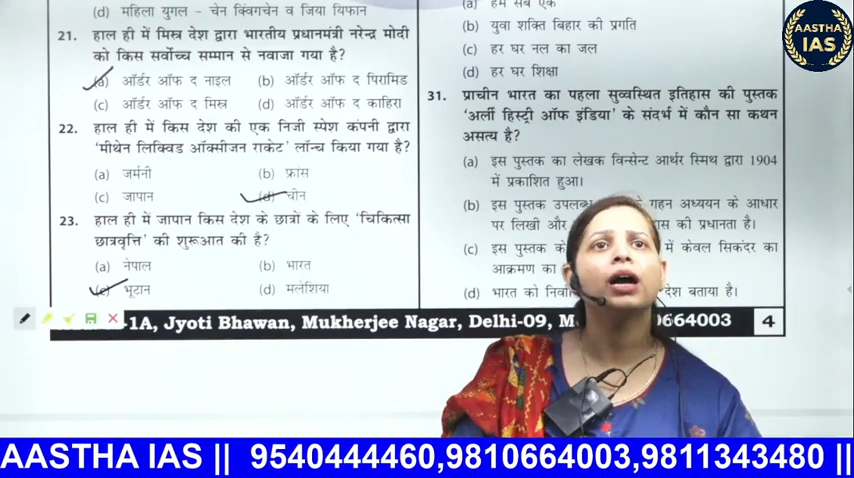 (d) महिला युगल - चेन क्विंगचेन व जिया यिफान
21. हाल ही में मिस्र देश द्वारा भारतीय प्रधानमंत्री नरेन्द्र मोदी
को किस सर्वोच्च सम्मान से नवाजा गया है?
(a) ऑर्डर ऑफ द नाइल (b) ऑर्डर ऑफ द पिरामिड
(c) ऑर्डर ऑफ द मिस्र (d) ऑर्डर ऑफ द काहिरा
22. हाल ही में किस देश की एक निजी स्पेश कंपनी द्वारा
'मीथेन लिक्विड ऑक्सीजन राकेट' लॉन्च किया गया है?
(a) जर्मनी (b) फ्रांस
(c) जापान (d) चीन
23. हाल ही में जापान किस देश के छात्रों के लिए 'चिकित्सा
छात्रवृत्ति' की शुरूआत की है?
(a) नेपाल (b) भारत
(c) भूटान (d) मलेशिया
(a) हम सब एक
(b) युवा शक्ति बिहार की प्रगति
(c) हर घर नल का जल
(d) हर घर शिक्षा
31. प्राचीन भारत का पहला सुव्यस्थित इतिहास की पुस्तक
'अर्ली हिस्ट्री ऑफ इंडिया' के संदर्भ में कौन सा कथन
असत्य है?
(a) इस पुस्तक का लेखक विन्सेन्ट आर्थर स्मिथ द्वारा 1904
में प्रकाशित हुआ।
(b) इस पुस्तक गहन अध्ययन के आधार
पर लिखी और की प्रधानता है।
(c) इस पुस्तक में केवल सिकंदर का
आक्रमण का
(d) भारत को देश बताया है।
1A, Jyoti Bhawan, Mukherjee Nagar, Delhi-09, 664003 4
AASTHA
IAS
AASTHA IAS || 9540444460,9810664003,9811343480 ||